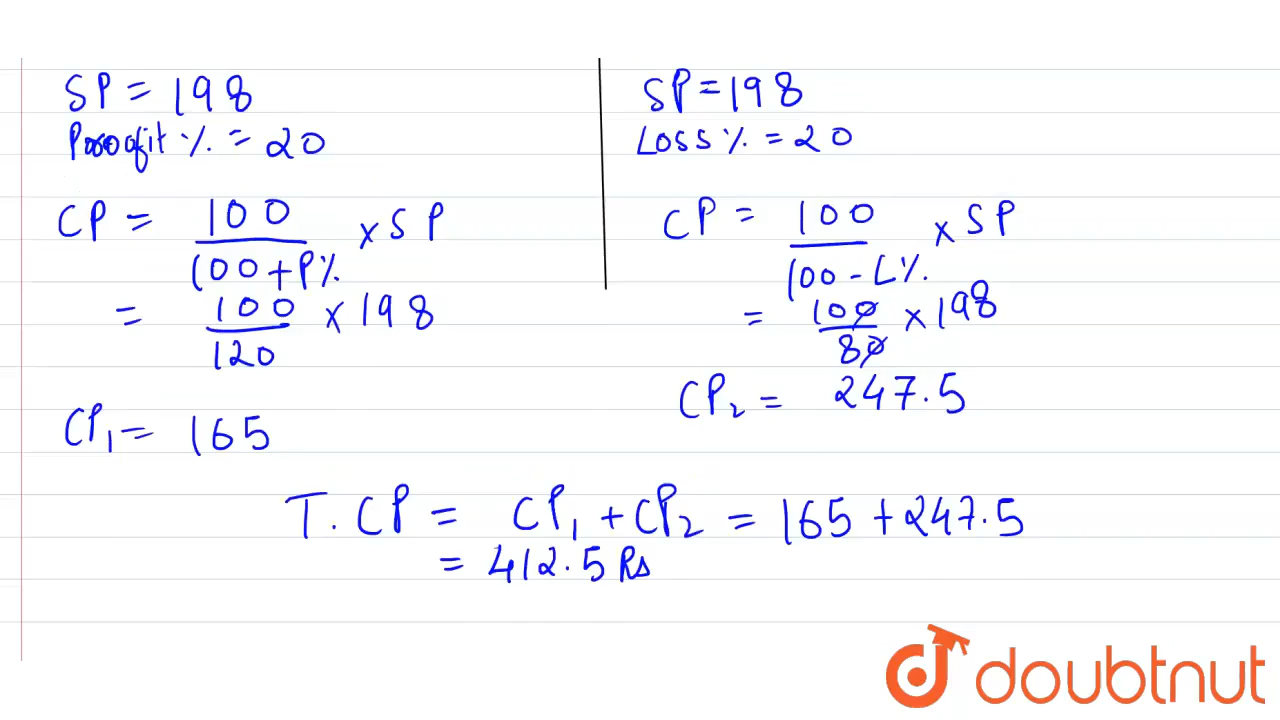 SP = 198
Profit % = 20
CP = 100 / 100 + P% × SP
= 100 / 120 × 198
CP₁ = 165
SP = 198
Loss % = 20
CP = 100 / 100 - L% × SP
= 100 / 80 × 198
CP₂ = 247.5
T. CP = CP₁ + CP₂ = 165 + 247.5
= 412.5 Rs
doubtnut